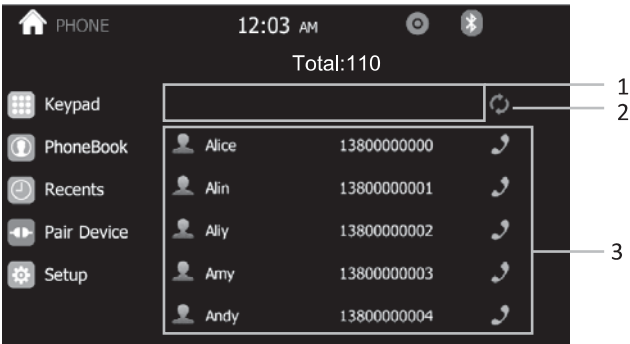 PHONE 12:03 AM
Total:110
1
2
Keypad
PhoneBook Alice 13800000000
Recents Alin 13800000001
Pair Device Aliy 13800000002
3
Setup Amy 13800000003
Andy 13800000004